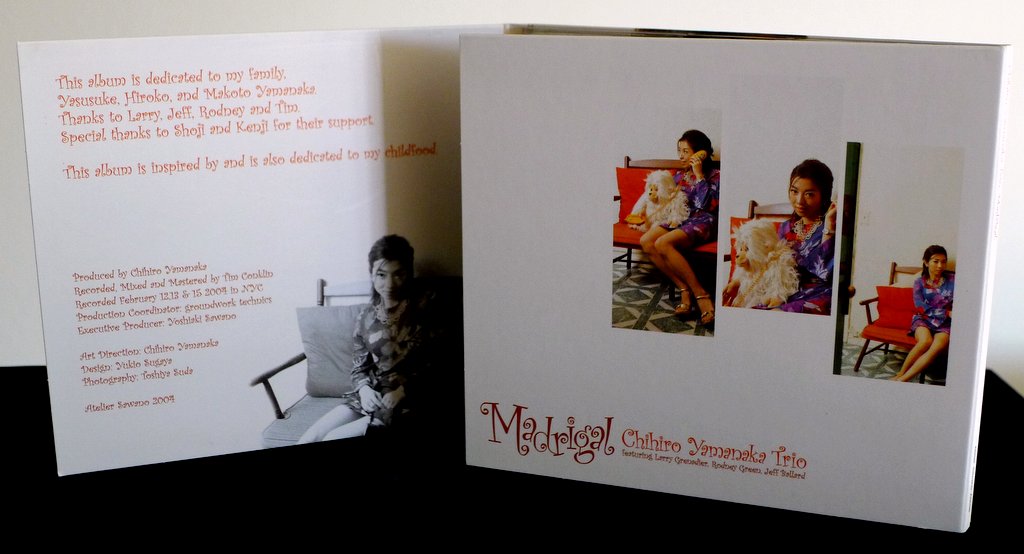 This album is dedicated to my family,
Yasusuke, Hiroko, and Makoto Yamanaka.
Thanks to Larry, Jeff, Rodney and Tim.
Special thanks to Shoji and Kenji for their support.
This album is inspired by and is also dedicated to my childfood.
Produced by Chihiro Yamanaka
Recorded, Mixed and Mastered by Tim Conklin
Recorded February 12,13 & 15 2004 in NYC
Production Coordinator: groundwork technics
Executive Producer: Yoshiaki Sawano
Art Direction: Chihiro Yamanaka
Design: Yukio Sugaya
Photography: Toshiya Suda
Atelier Sawano 2004
Madrigal Chihiro Yamanaka Trio
featuring Larry Grenadier, Rodney Green, Jeff Ballard